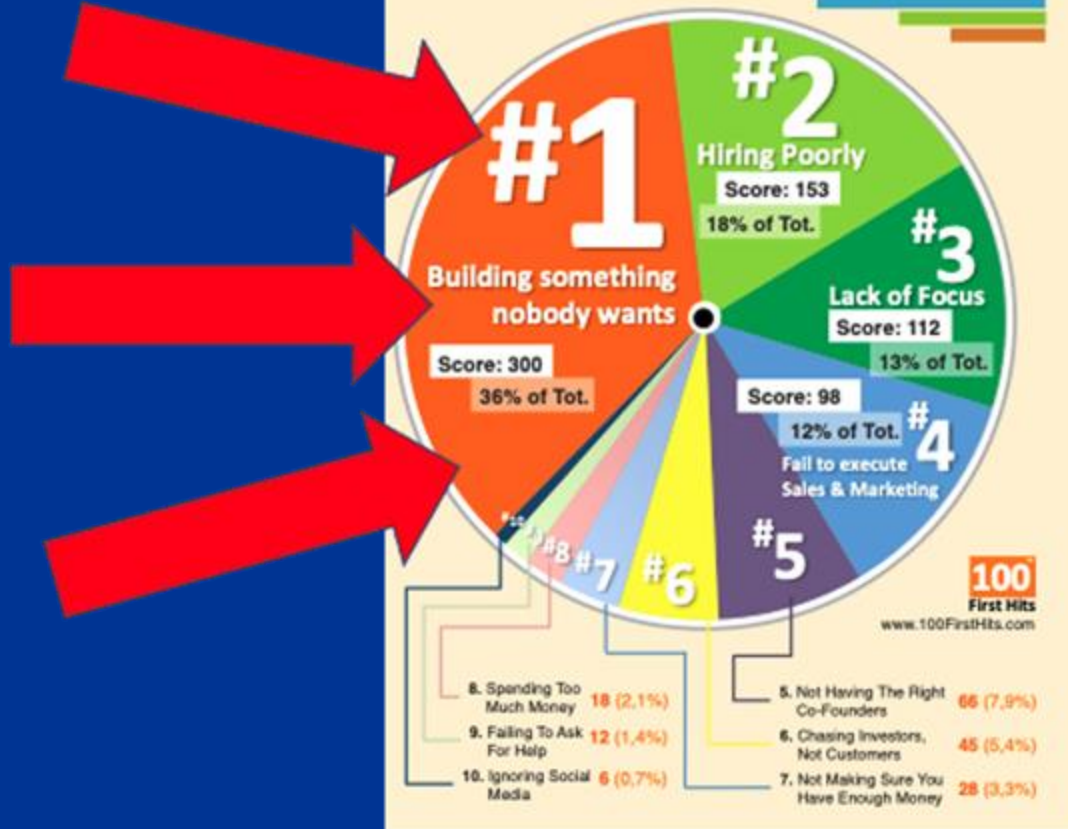 #1
Building something
nobody wants
Score: 300
36% of Tot.
#2
Hiring Poorly
Score: 153
18% of Tot.
#3
Lack of Focus
Score: 112
13% of Tot.
Score: 98
12% of Tot.
#4
Fail to execute
Sales & Marketing
#5
#6
#7
#8
#10
100
First Hits
www.100FirstHits.com
8. Spending Too
Much Money
18 (2,1%)
9. Failing To Ask
For Help
12 (1,4%)
10. Ignoring Social
Media
6 (0,7%)
5. Not Having The Right
Co-Founders
66 (7,9%)
6. Chasing Investors,
Not Customers
45 (5,4%)
7. Not Making Sure You
Have Enough Money
28 (3,3%)